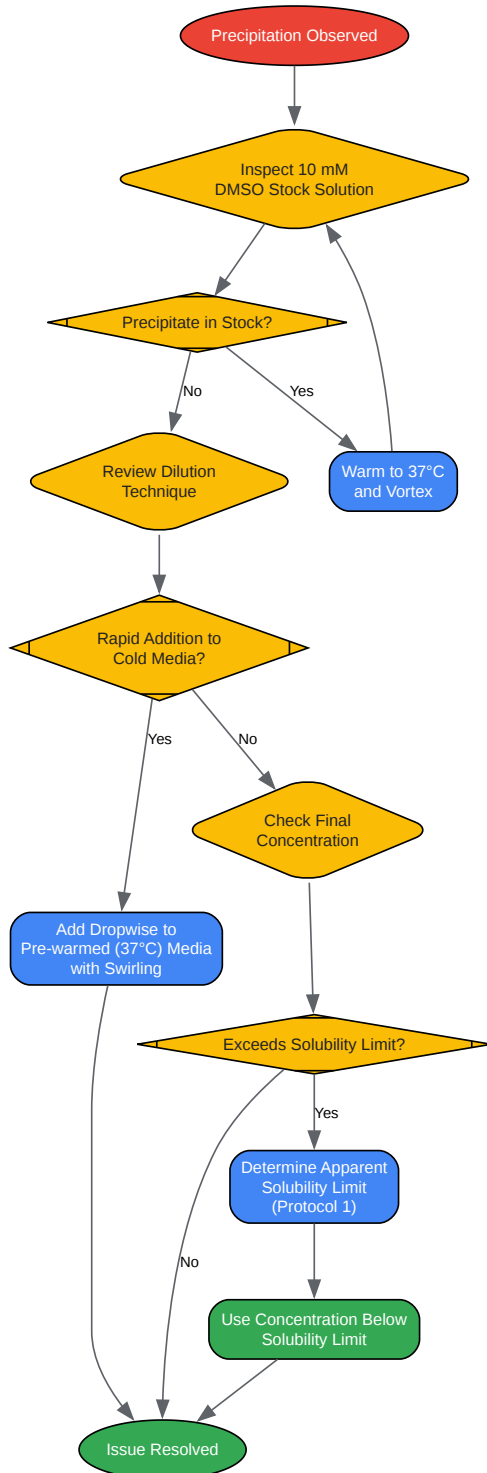 Precipitation Observed
Inspect 10 mM
DMSO Stock Solution
Precipitate in Stock?
No
Yes
Review Dilution
Technique
Warm to 37°C
and Vortex
Rapid Addition to
Cold Media?
Yes
No
Check Final
Concentration
Add Dropwise to
Pre-warmed (37°C) Media
with Swirling
Exceeds Solubility Limit?
Yes
Determine Apparent
Solubility Limit
(Protocol 1)
No
Use Concentration Below
Solubility Limit
Issue Resolved